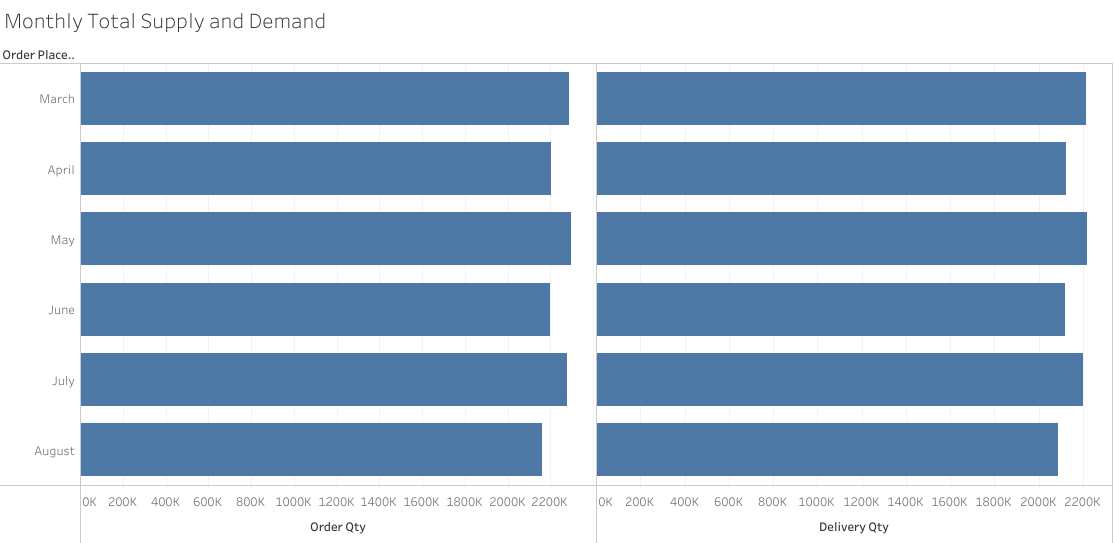 Monthly Total Supply and Demand
Order Place..
March
April
May
June
July
August
0K 200K 400K 600K 800K 1000K 1200K 1400K 1600K 1800K 2000K 2200K 0K 200K 400K 600K 800K 1000K 1200K 1400K 1600K 1800K 2000K 2200K
Order Qty Delivery Qty